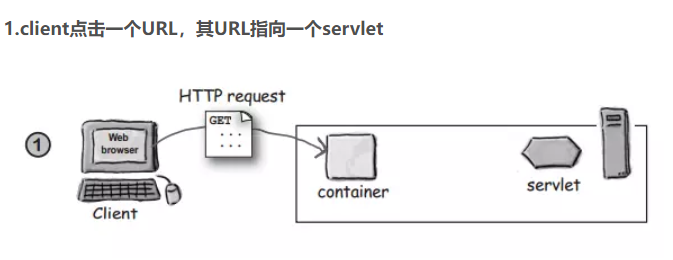 1.client点击一个URL，其URL指向一个servlet
HTTP request
GET
1
Web
browser
container
servlet
Client